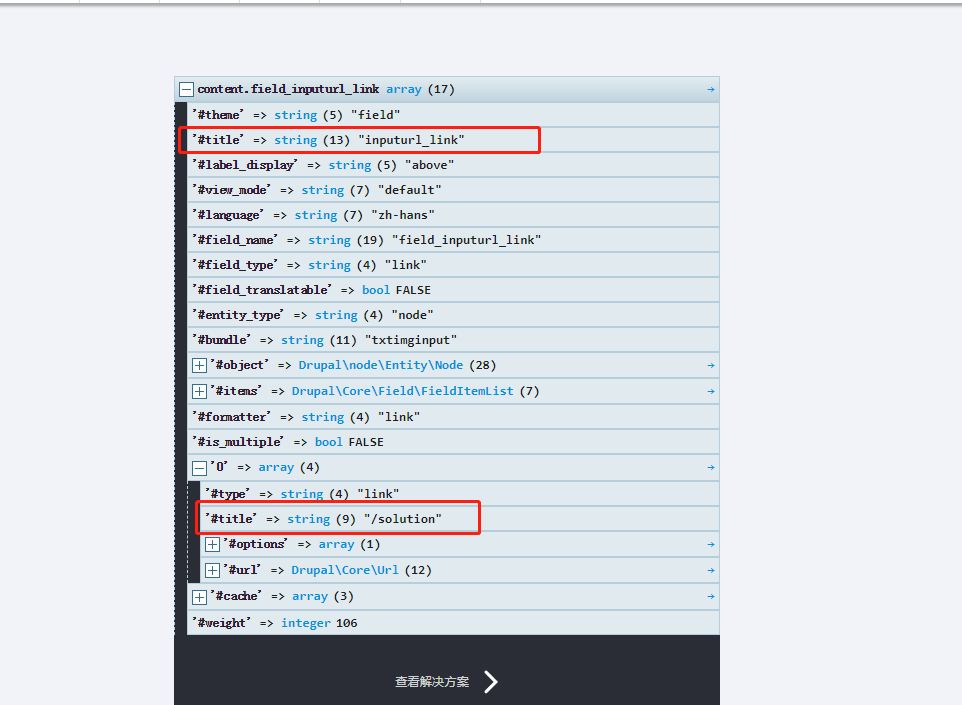 content.field_inputurl_link array (17) →
'#theme' => string (5) "field"
'#title' => string (13) "inputurl_link"
'#label_display' => string (5) "above"
'#view_mode' => string (7) "default"
'#language' => string (7) "zh-hans"
'#field_name' => string (19) "field_inputurl_link"
'#field_type' => string (4) "link"
'#field_translatable' => bool FALSE
'#entity_type' => string (4) "node"
'#bundle' => string (11) "txtimginput"
'#object' => Drupal\node\Entity\Node (28) →
'#items' => Drupal\Core\Field\FieldItemList (7) →
'#formatter' => string (4) "link"
'#is_multiple' => bool FALSE
'0' => array (4) →
'#type' => string (4) "link"
'#title' => string (9) "/solution"
'#options' => array (1) →
'#url' => Drupal\Core\Url (12) →
'#cache' => array (3) →
'#weight' => integer 106
查看解决方案